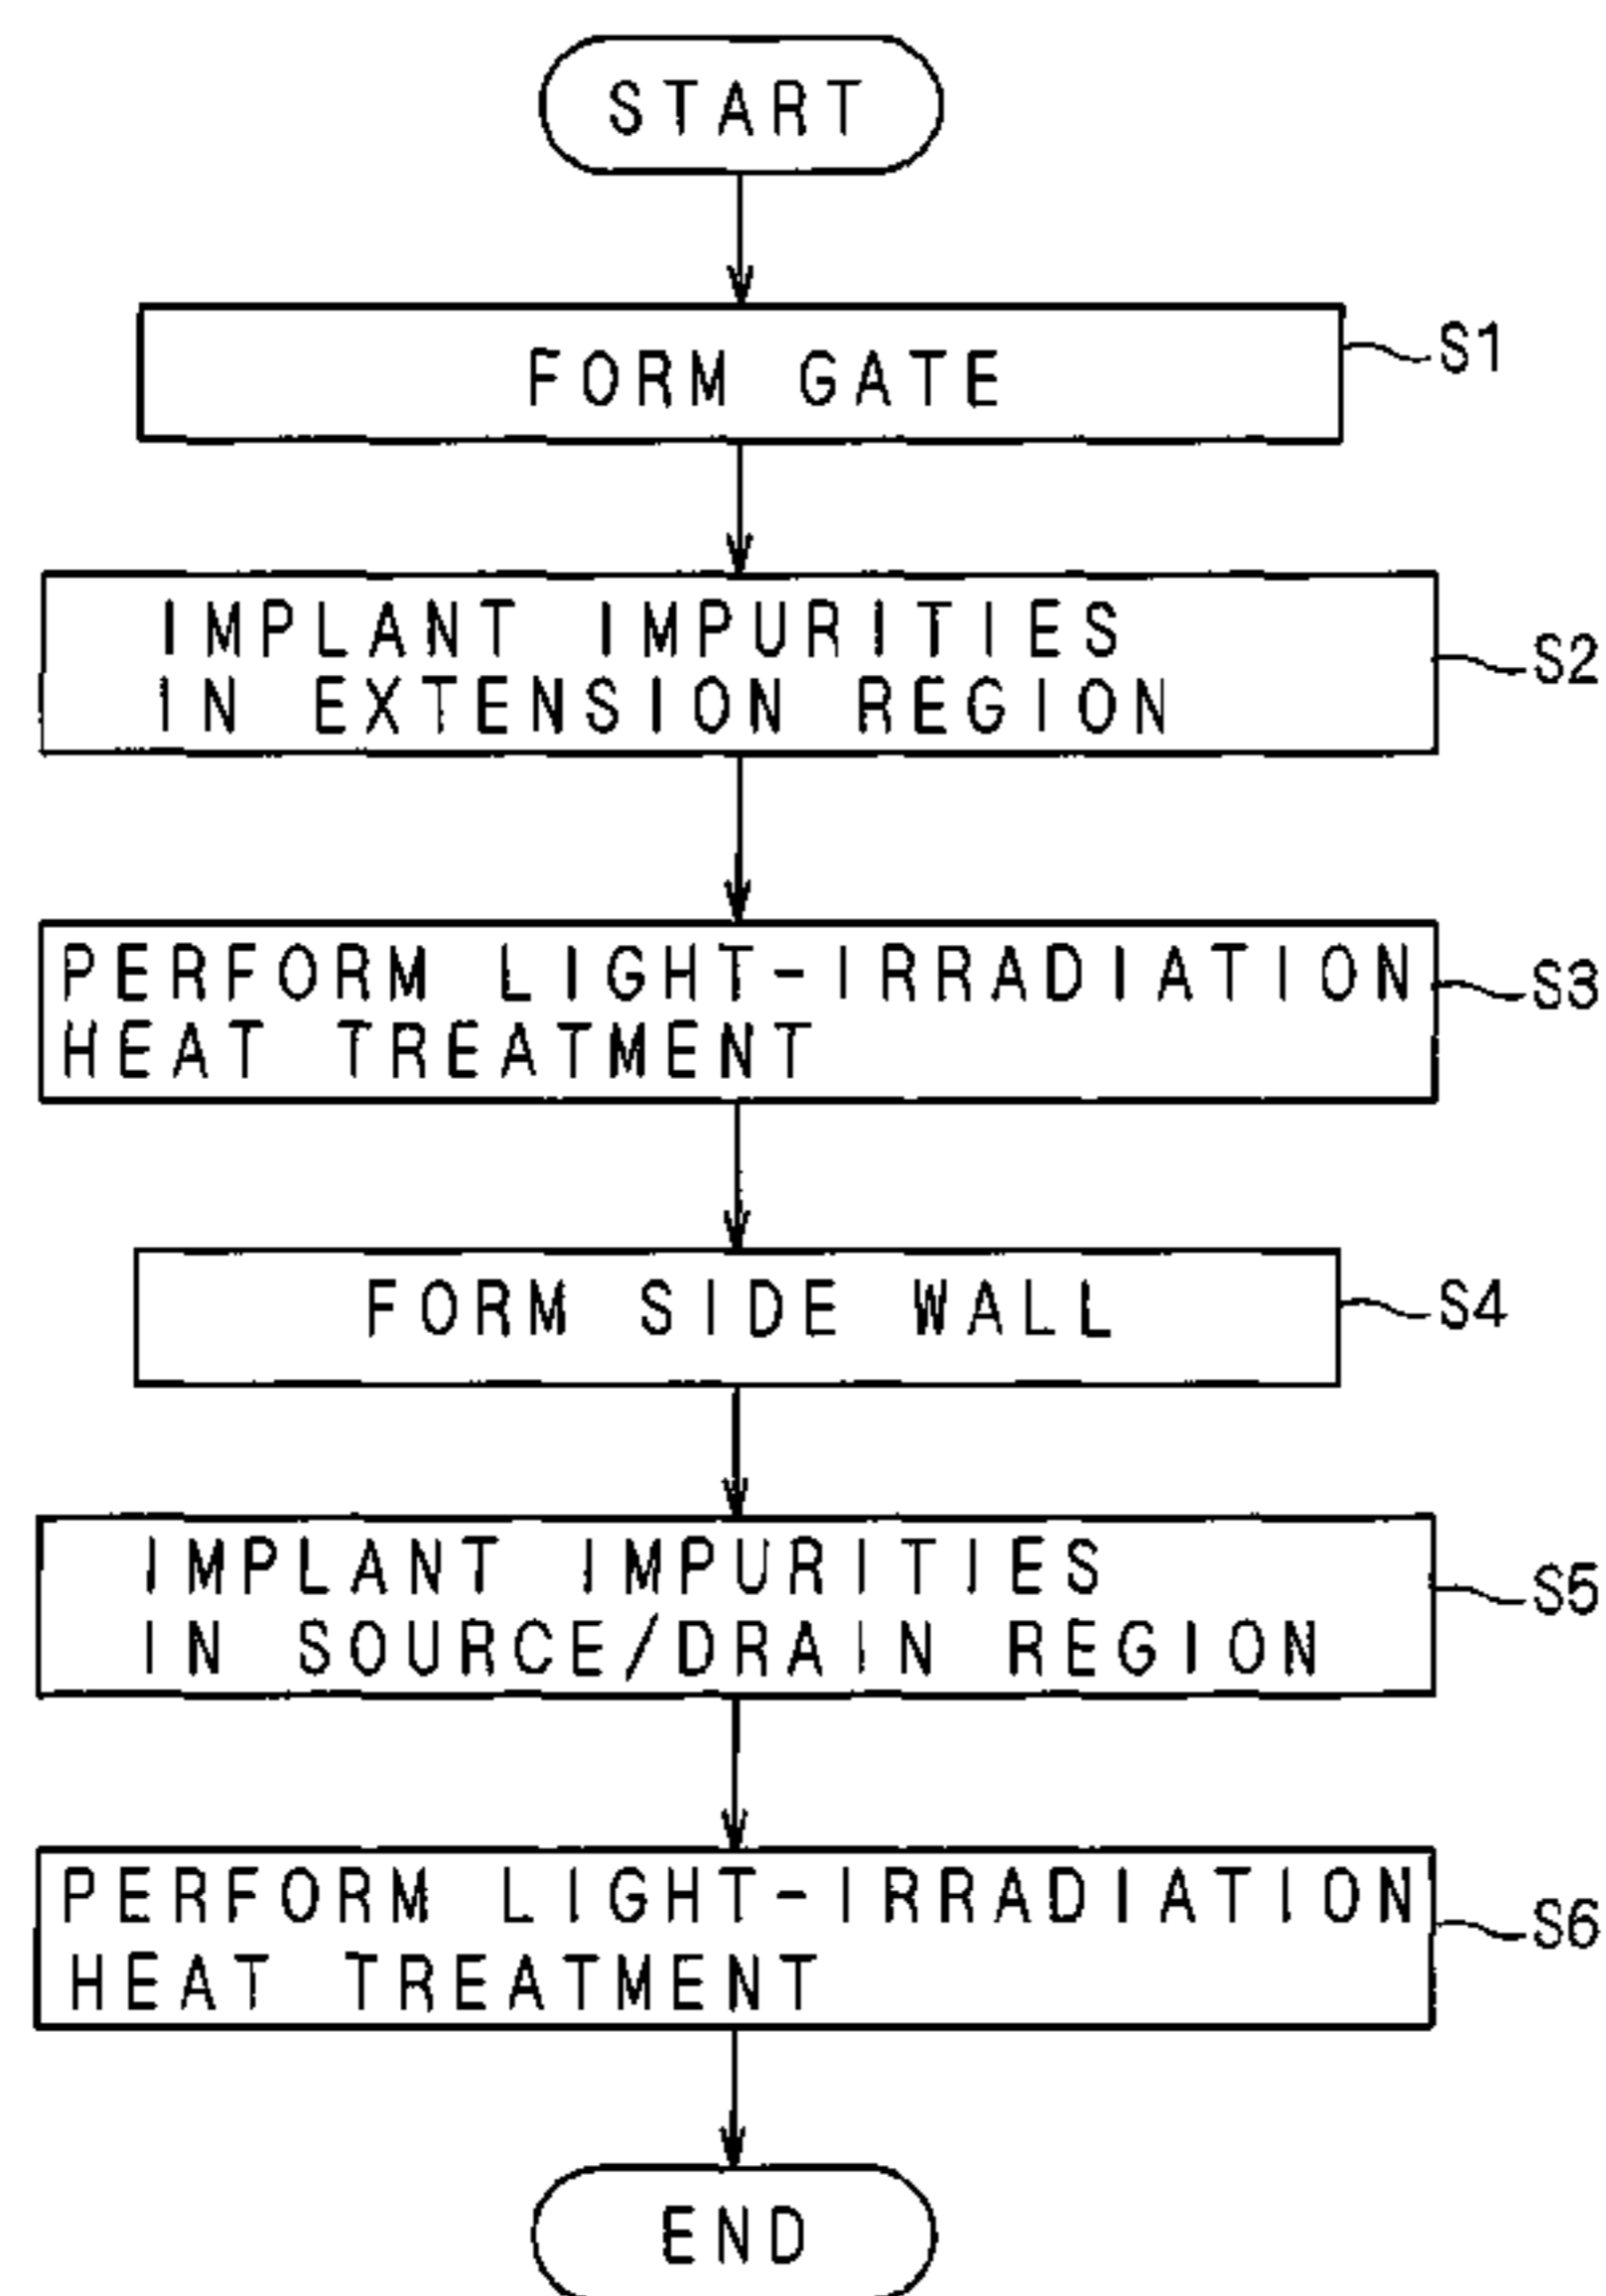 START
FORM GATE
S1
IMPLANT IMPURITIES
IN EXTENSION REGION
S2
PERFORM LIGHT-IRRADIATION
HEAT TREATMENT
S3
FORM SIDE WALL
S4
IMPLANT IMPURITIES
IN SOURCE/DRAIN REGION
S5
PERFORM LIGHT-IRRADIATION
HEAT TREATMENT
S6
END